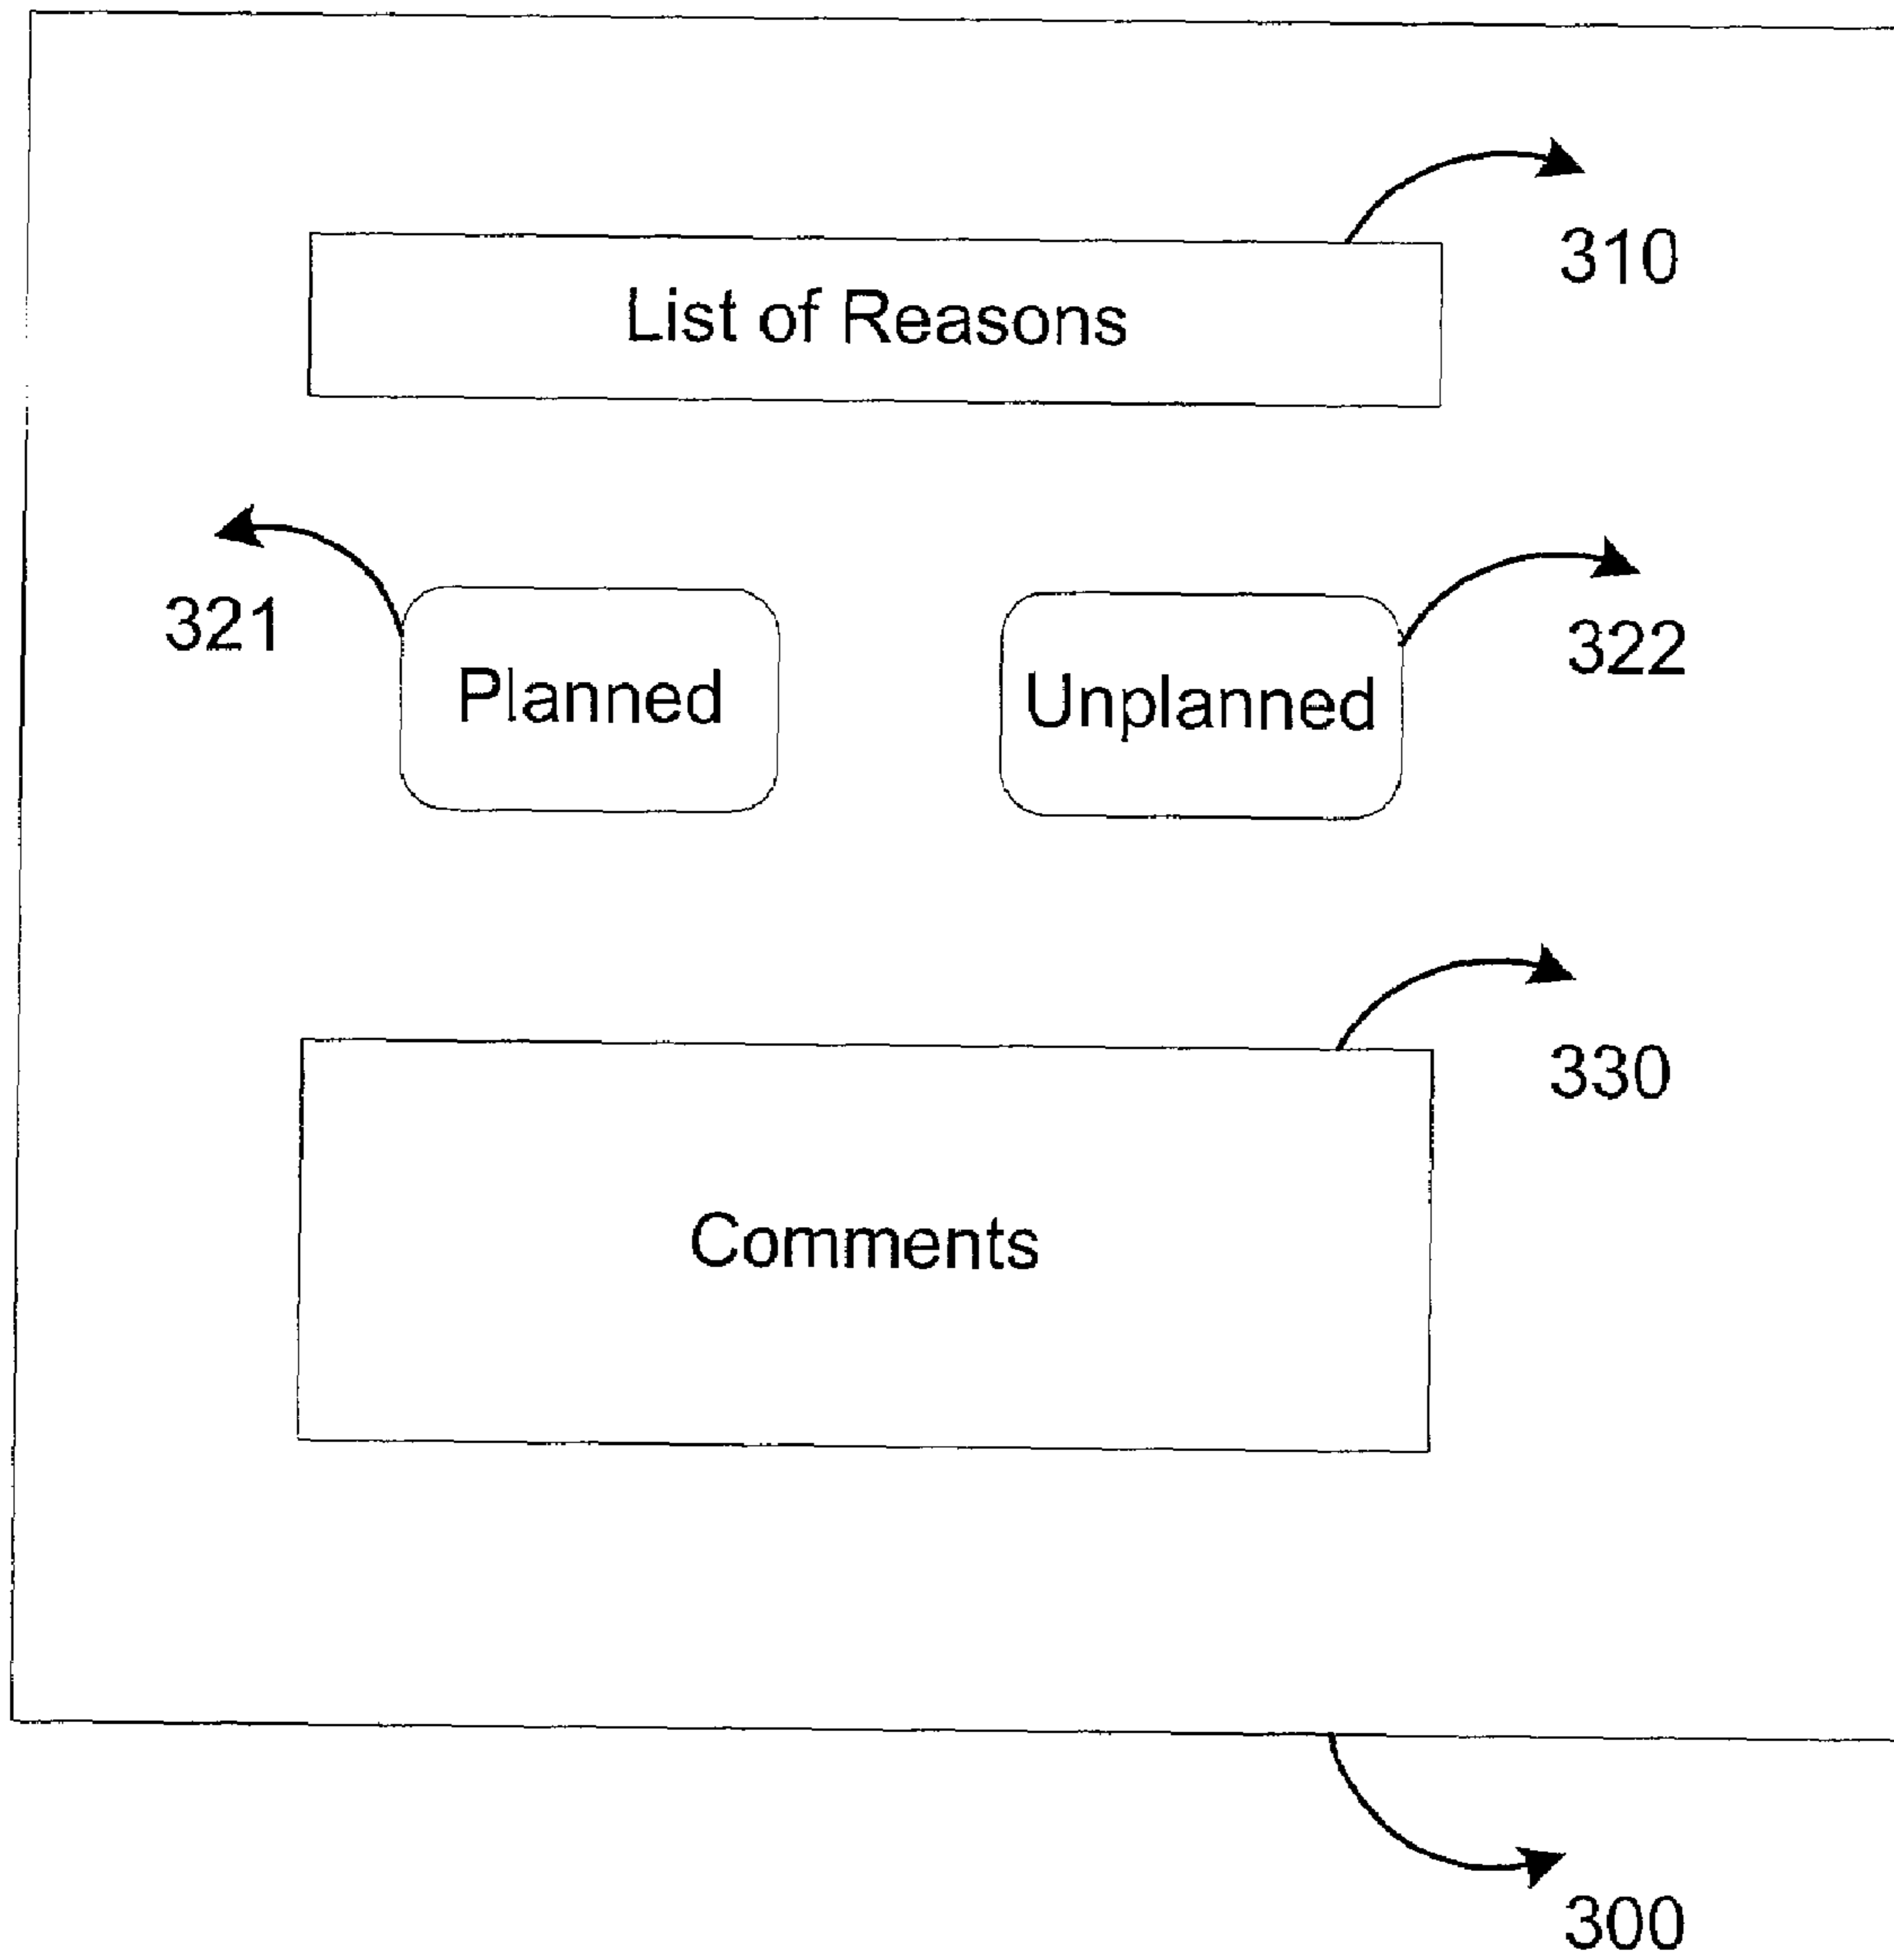 310
List of Reasons
321
322
Planned
Unplanned
330
Comments
300